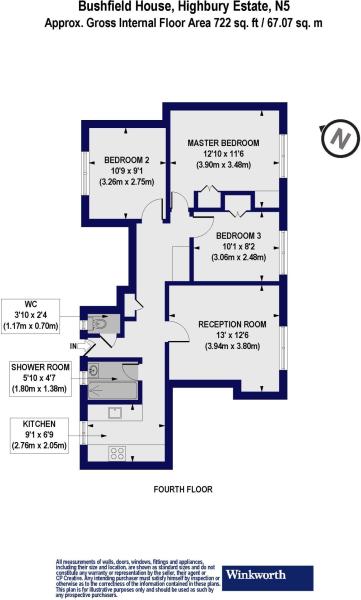 Bushfield House, Highbury Estate, N5
Approx. Gross Internal Floor Area 722 sq. ft / 67.07 sq. m
MASTER BEDROOM
12'10 x 11'6
(3.90m x 3.48m)
BEDROOM 2
10'9 x 9'1
(3.26m x 2.75m)
N
BEDROOM 3
10'1 x 8'2
(3.06m x 2.48m)
WC
3'10 x 2'4
(1.17m x 0.70m)
RECEPTION ROOM
13' x 12'6
(3.94m x 3.80m)
IN
SHOWER ROOM
5'10 x 4'7
(1.80m x 1.38m)
KITCHEN
9'1 x 6'9
(2.76m x 2.05m)
FOURTH FLOOR
All measurements of walls, doors, windows, fittings and appliances,
including their size and location, are shown as standard sizes and do not
constitute any warranty or representation by the seller, their agent or
CP Creative. Any intending purchaser must satisfy himself by inspection or
otherwise as to the correctness of the information contained in these plans.
This plan is for illustrative purposes only and should be used as such by
any prospective purchasers.
Winkworth